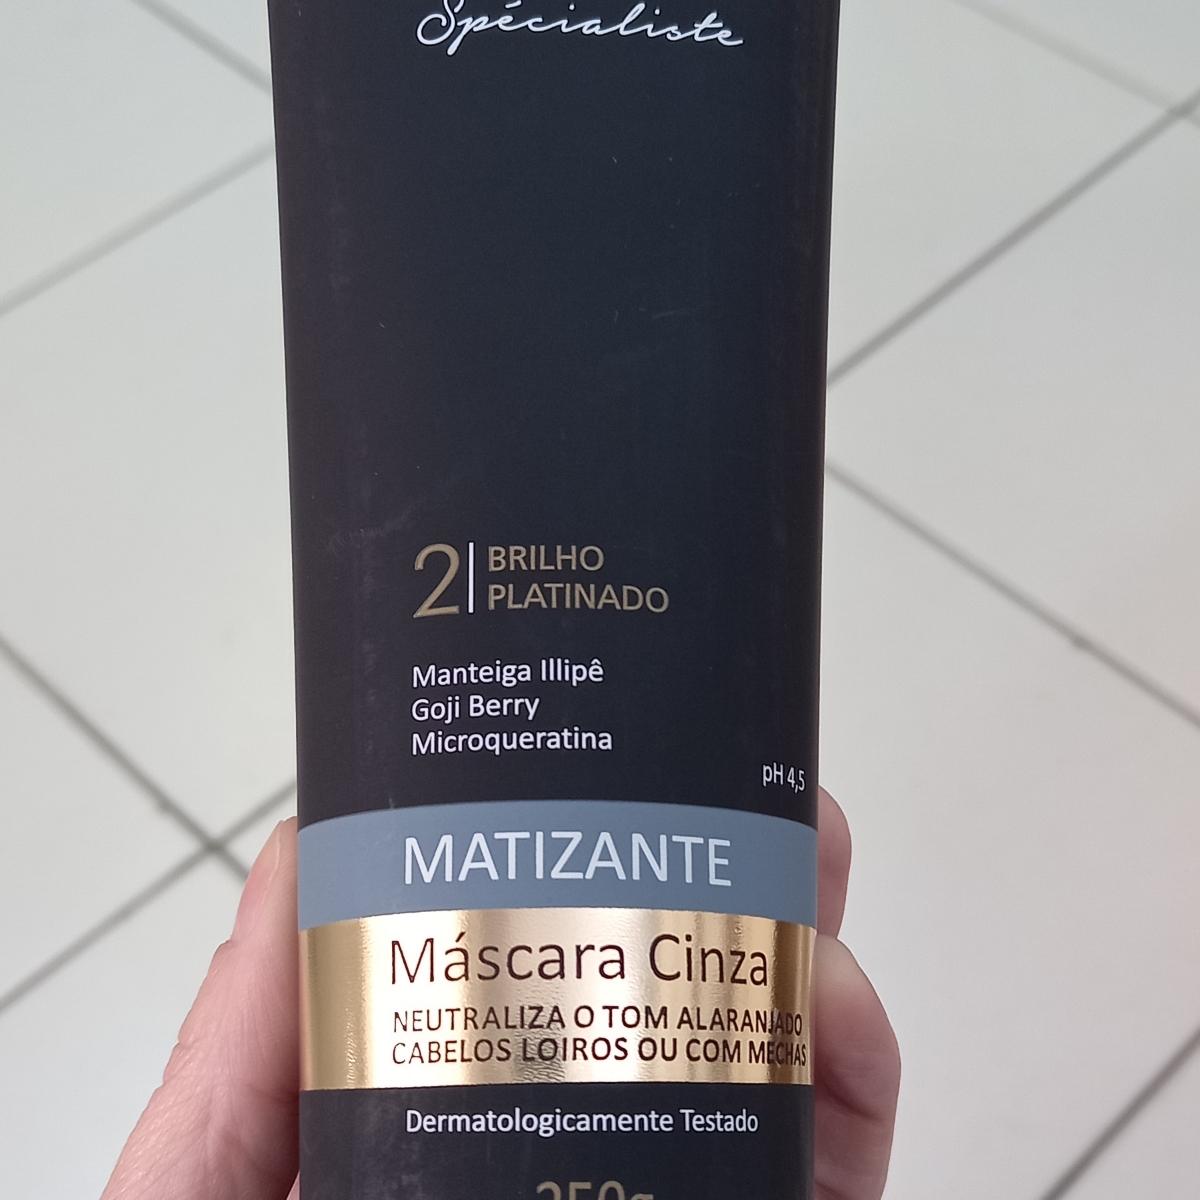 Spécialiste
2 BRILHO
PLATINADO
Manteiga Illipê
Goji Berry
Microqueratina
pH 4,5
MATIZANTE
Máscara Cinza
NEUTRALIZA O TOM ALARANJADO
CABELOS LOIROS OU COM MECHAS
Dermatologicamente Testado
250g